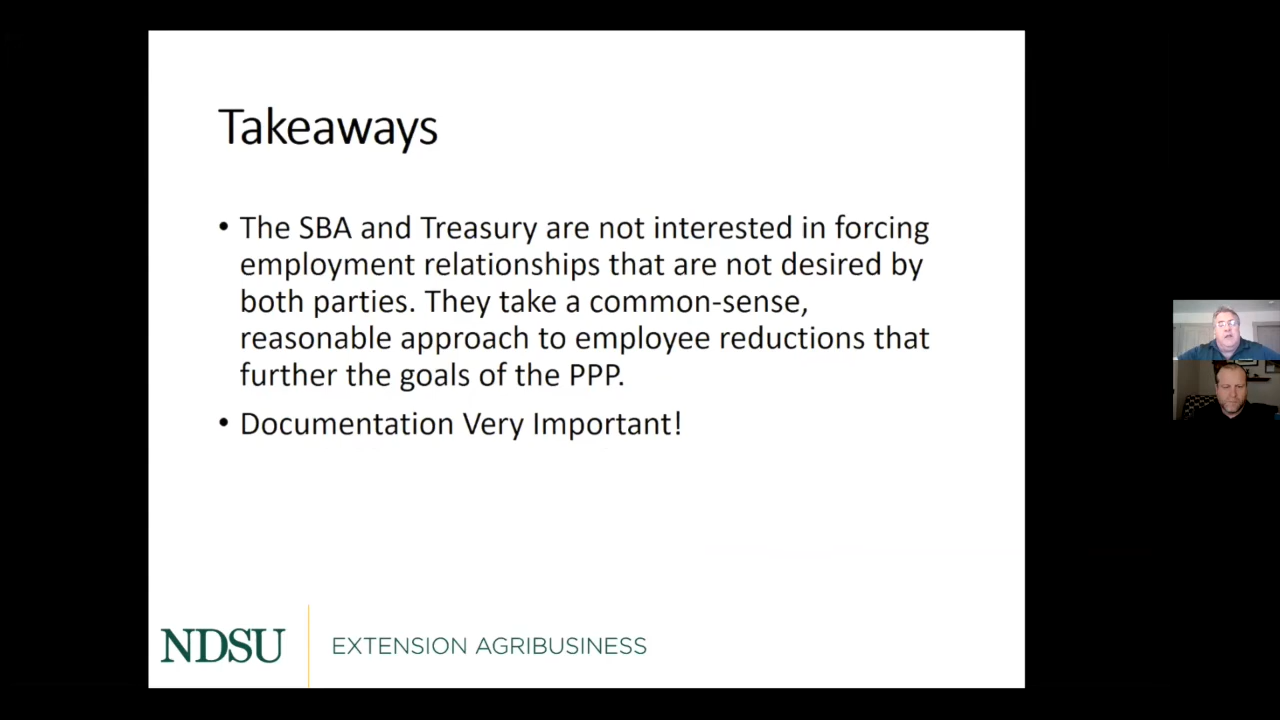 Takeaways
• The SBA and Treasury are not interested in forcing
employment relationships that are not desired by
both parties. They take a common-sense,
reasonable approach to employee reductions that
further the goals of the PPP.
• Documentation Very Important!
NDSU
EXTENSION AGRIBUSINESS